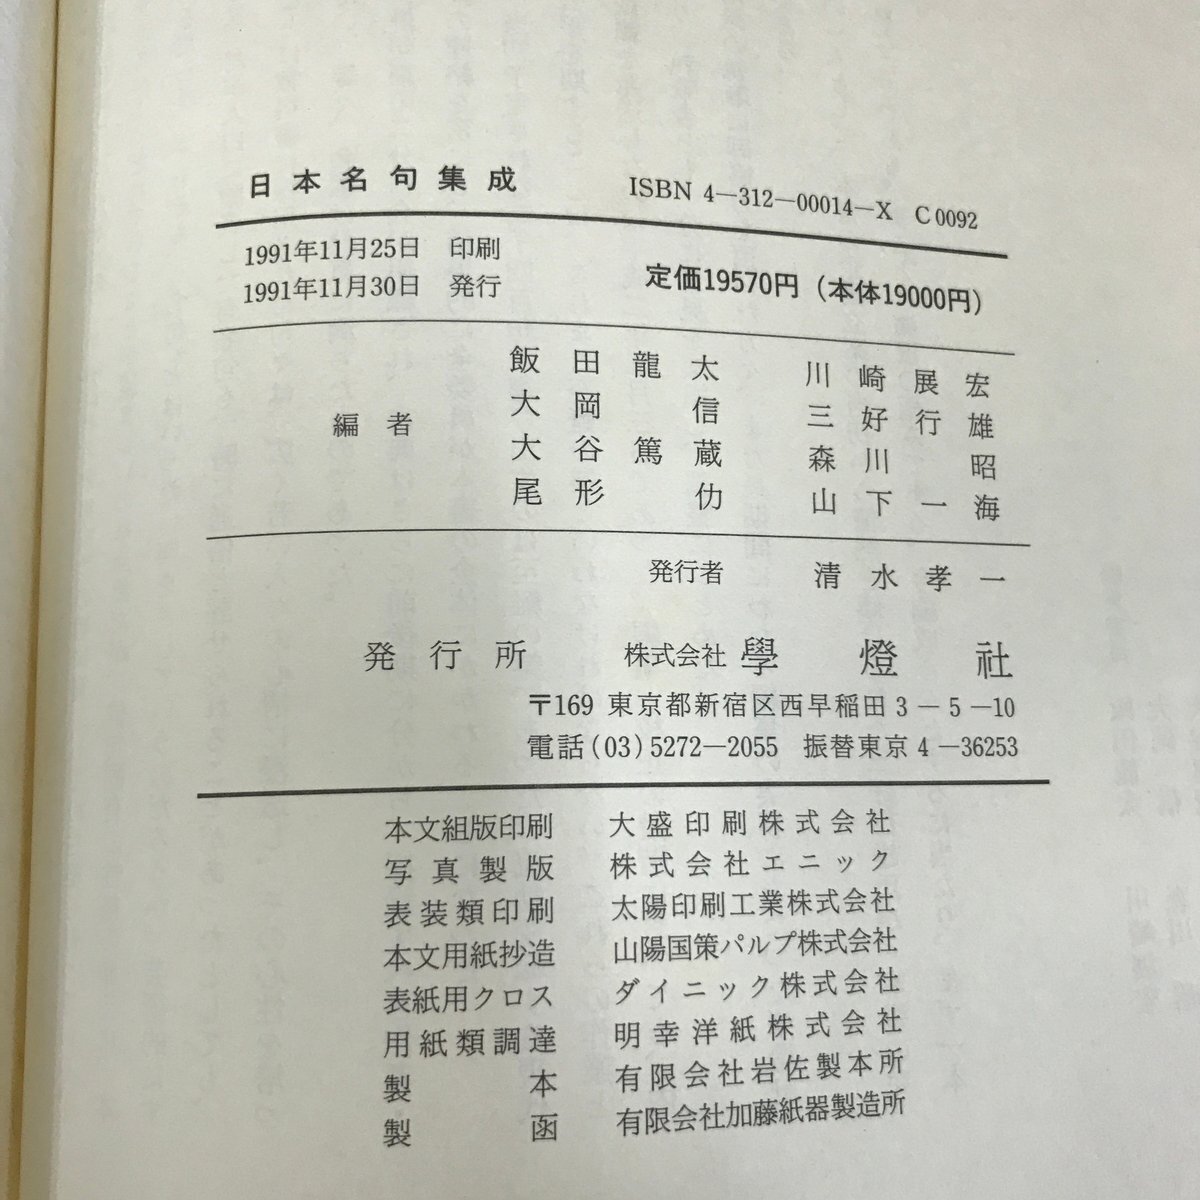 日本名句集成 ISBN 4-312-00014-X C0092
1991年11月25日 印刷
1991年11月30日 発行
定価19570円（本体19000円）
編者
飯田龍太 川崎展宏
大岡信 三好行雄
大谷篤蔵 森川昭
尾形仂 山下一海
発行者 清水孝一
発行所 株式会社 學燈社
〒169 東京都新宿区西早稲田3-5-10
電話(03)5272-2055 振替東京4-36253
本文組版印刷 大盛印刷株式会社
写真製版 株式会社エニック
表装類印刷 太陽印刷工業株式会社
本文用紙抄造 山陽国策パルプ株式会社
表紙用クロス ダイニック株式会社
用紙類調達 明幸洋紙株式会社
製本 有限会社岩佐製本所
製函 有限会社加藤紙器製造所